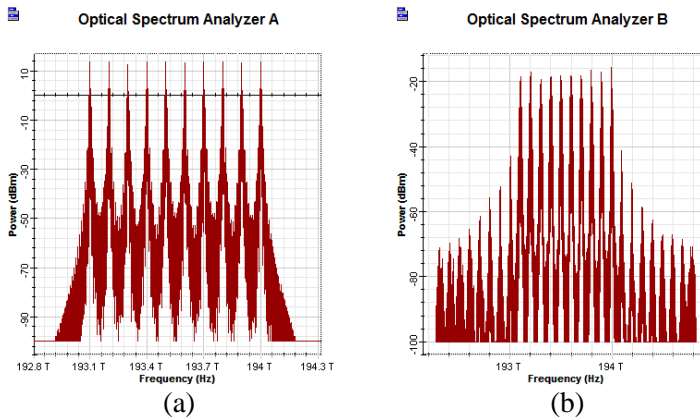 Optical Spectrum Analyzer A
Power (dBm)
10
-10
-30
-50
-70
-90
192.8 T 193.1 T 193.4 T 193.7 T 194 T 194.3 T
Frequency (Hz)
(a)
Optical Spectrum Analyzer B
Power (dBm)
-20
-40
-60
-80
-100
193 T 194 T
Frequency (Hz)
(b)